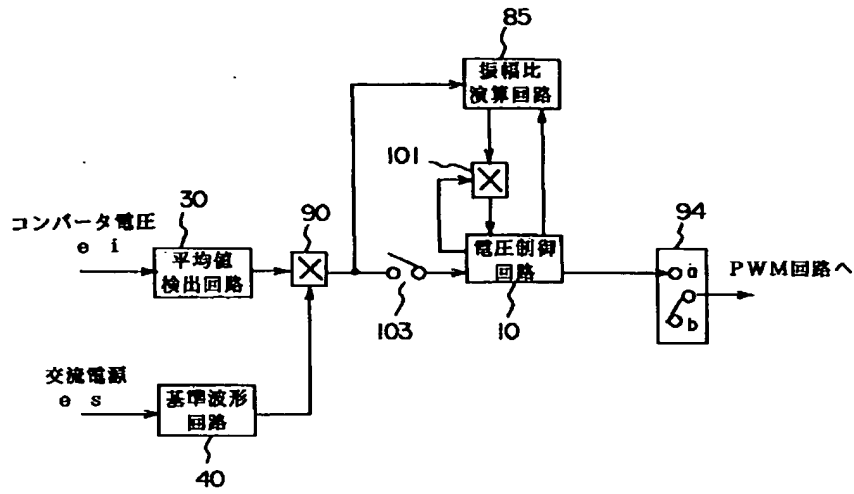 85
振幅比
演算回路
101
コンバータ電圧
e i
30
平均値
検出回路
90
103
電圧制御
回路
10
94
a
b
PWM回路へ
交流電源
e s
基準波形
回路
40